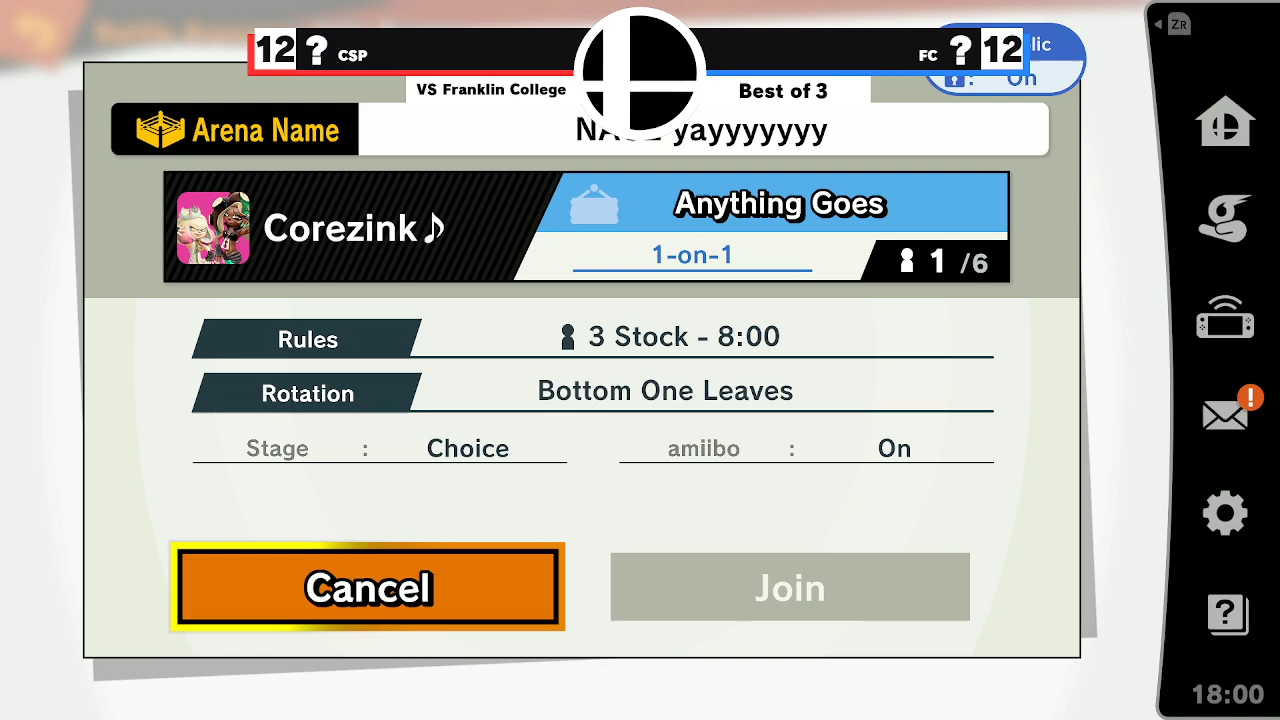 12 ? CSP
FC ? 12
VS Franklin College
Best of 3
On
ZR
Arena Name
yayyyyyyy
Corezink♪
Anything Goes
1-on-1
1 /6
Rules
3 Stock - 8:00
Rotation
Bottom One Leaves
Stage : Choice
amiibo : On
Cancel
Join
18:00